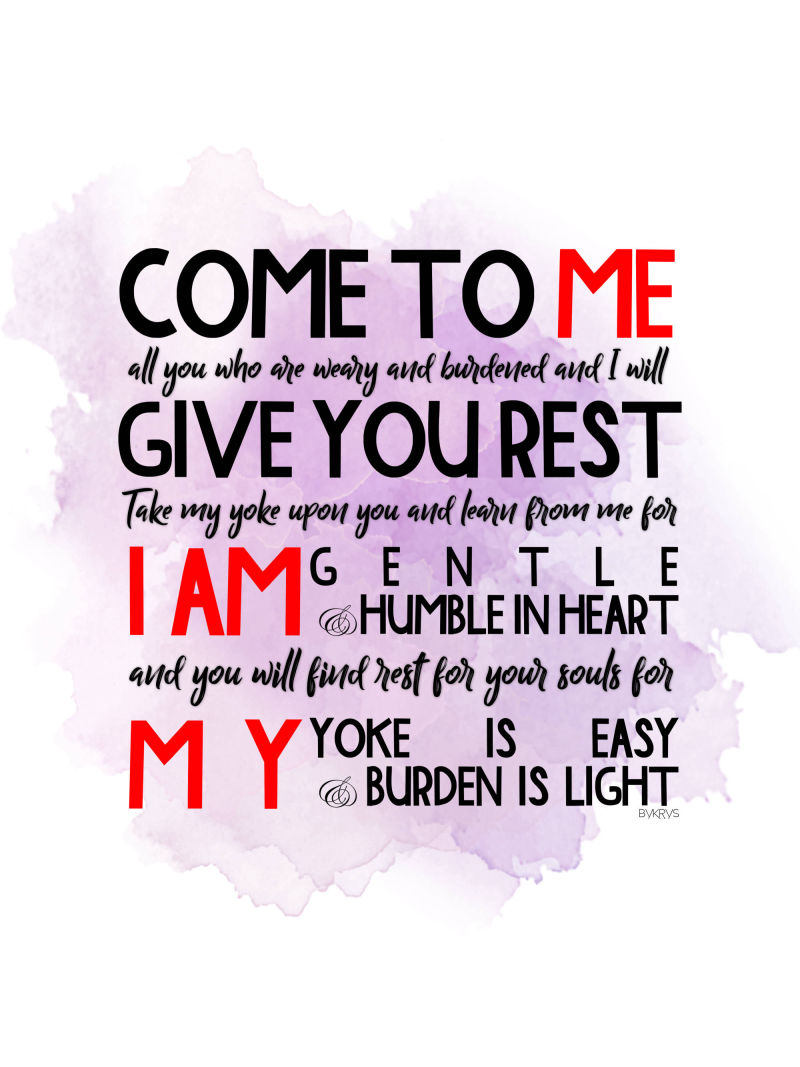 COME TO ME
all you who are weary and burdened and I will
GIVE YOU REST
Take my yoke upon you and learn from me for
I AM GENTLE
& HUMBLE IN HEART
and you will find rest for your souls for
MY YOKE IS EASY
& BURDEN IS LIGHT
BYKRYS